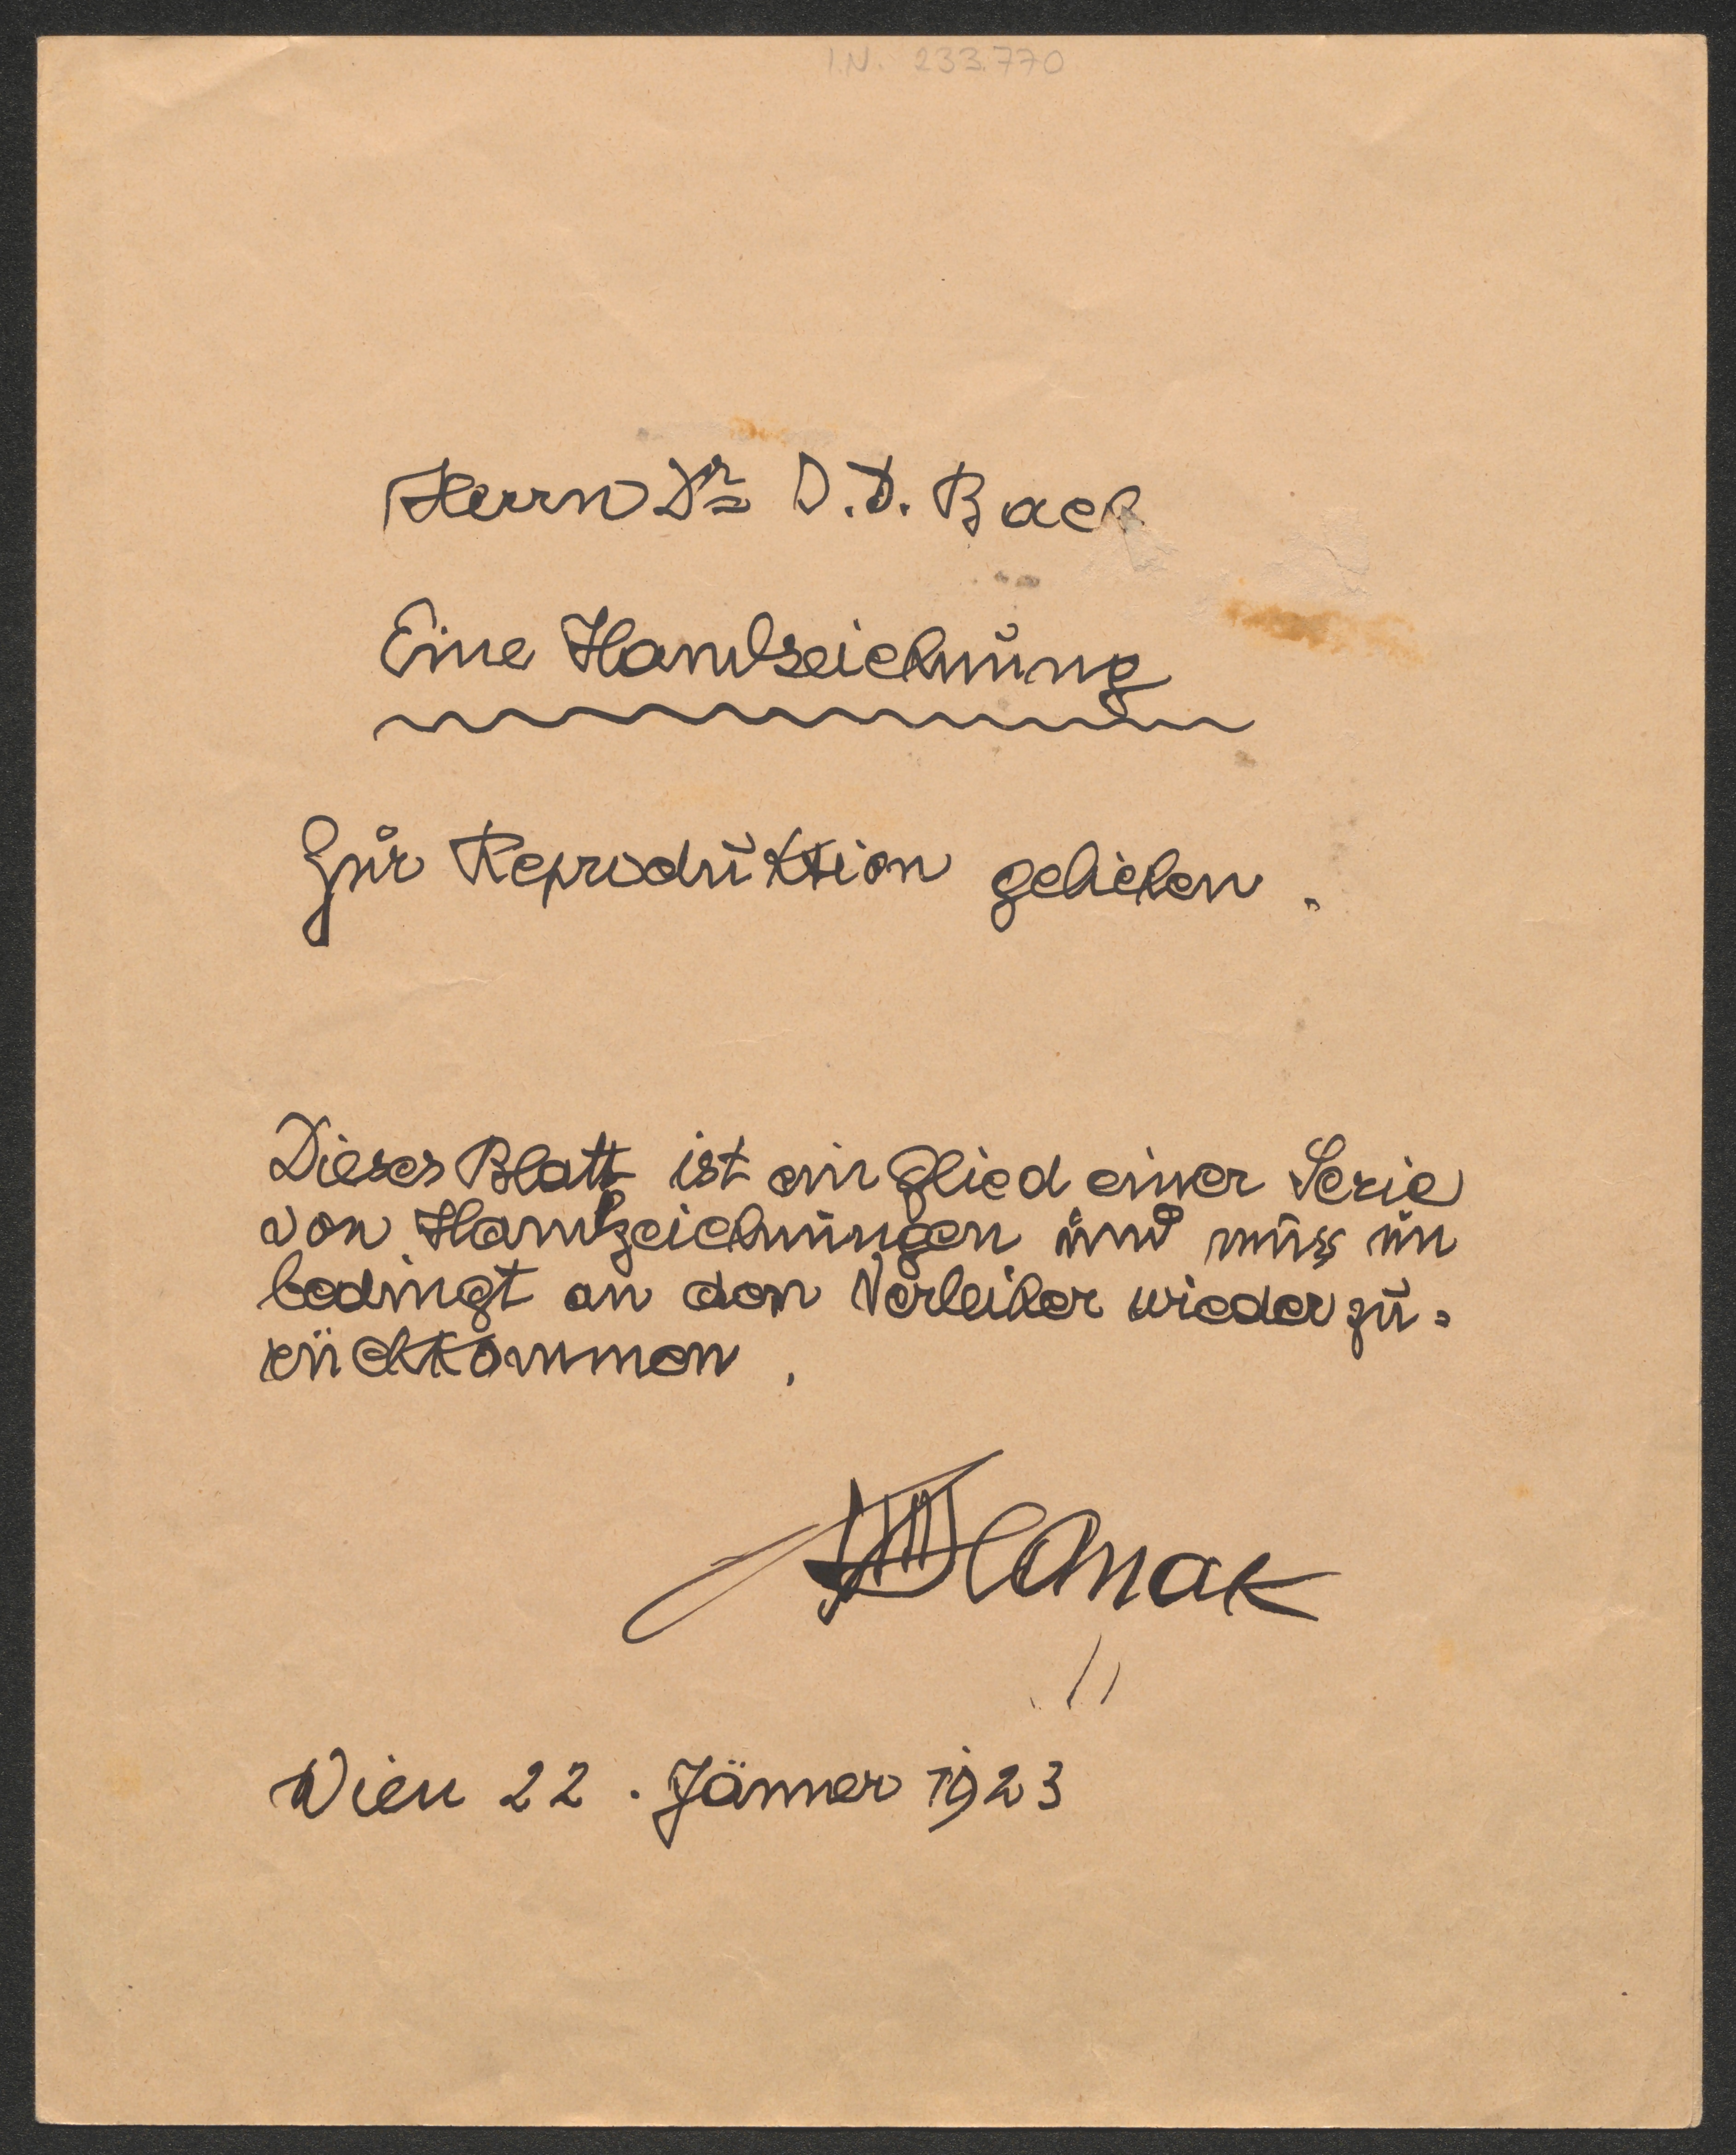 I.N. 233.770
Herrn Dr D.D. Bach
Eine Handzeichnung
Zur Reproduktion geliehen.
Dieses Blatt ist ein Glied einer Serie
von Handzeichnungen und muss un
bedingt an den Verleiher wieder zu=
rückkommen.
Hanak
Wien 22. Jänner 1923